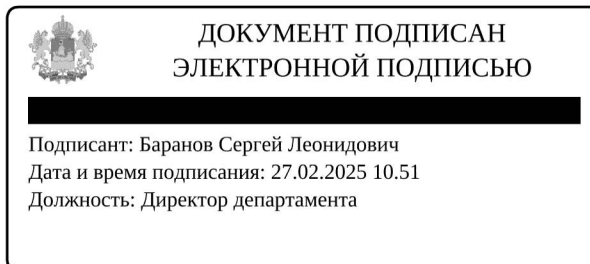 ДОКУМЕНТ ПОДПИСАН
ЭЛЕКТРОННОЙ ПОДПИСЬЮ
Подписант: Баранов Сергей Леонидович
Дата и время подписания: 27.02.2025 10.51
Должность: Директор департамента